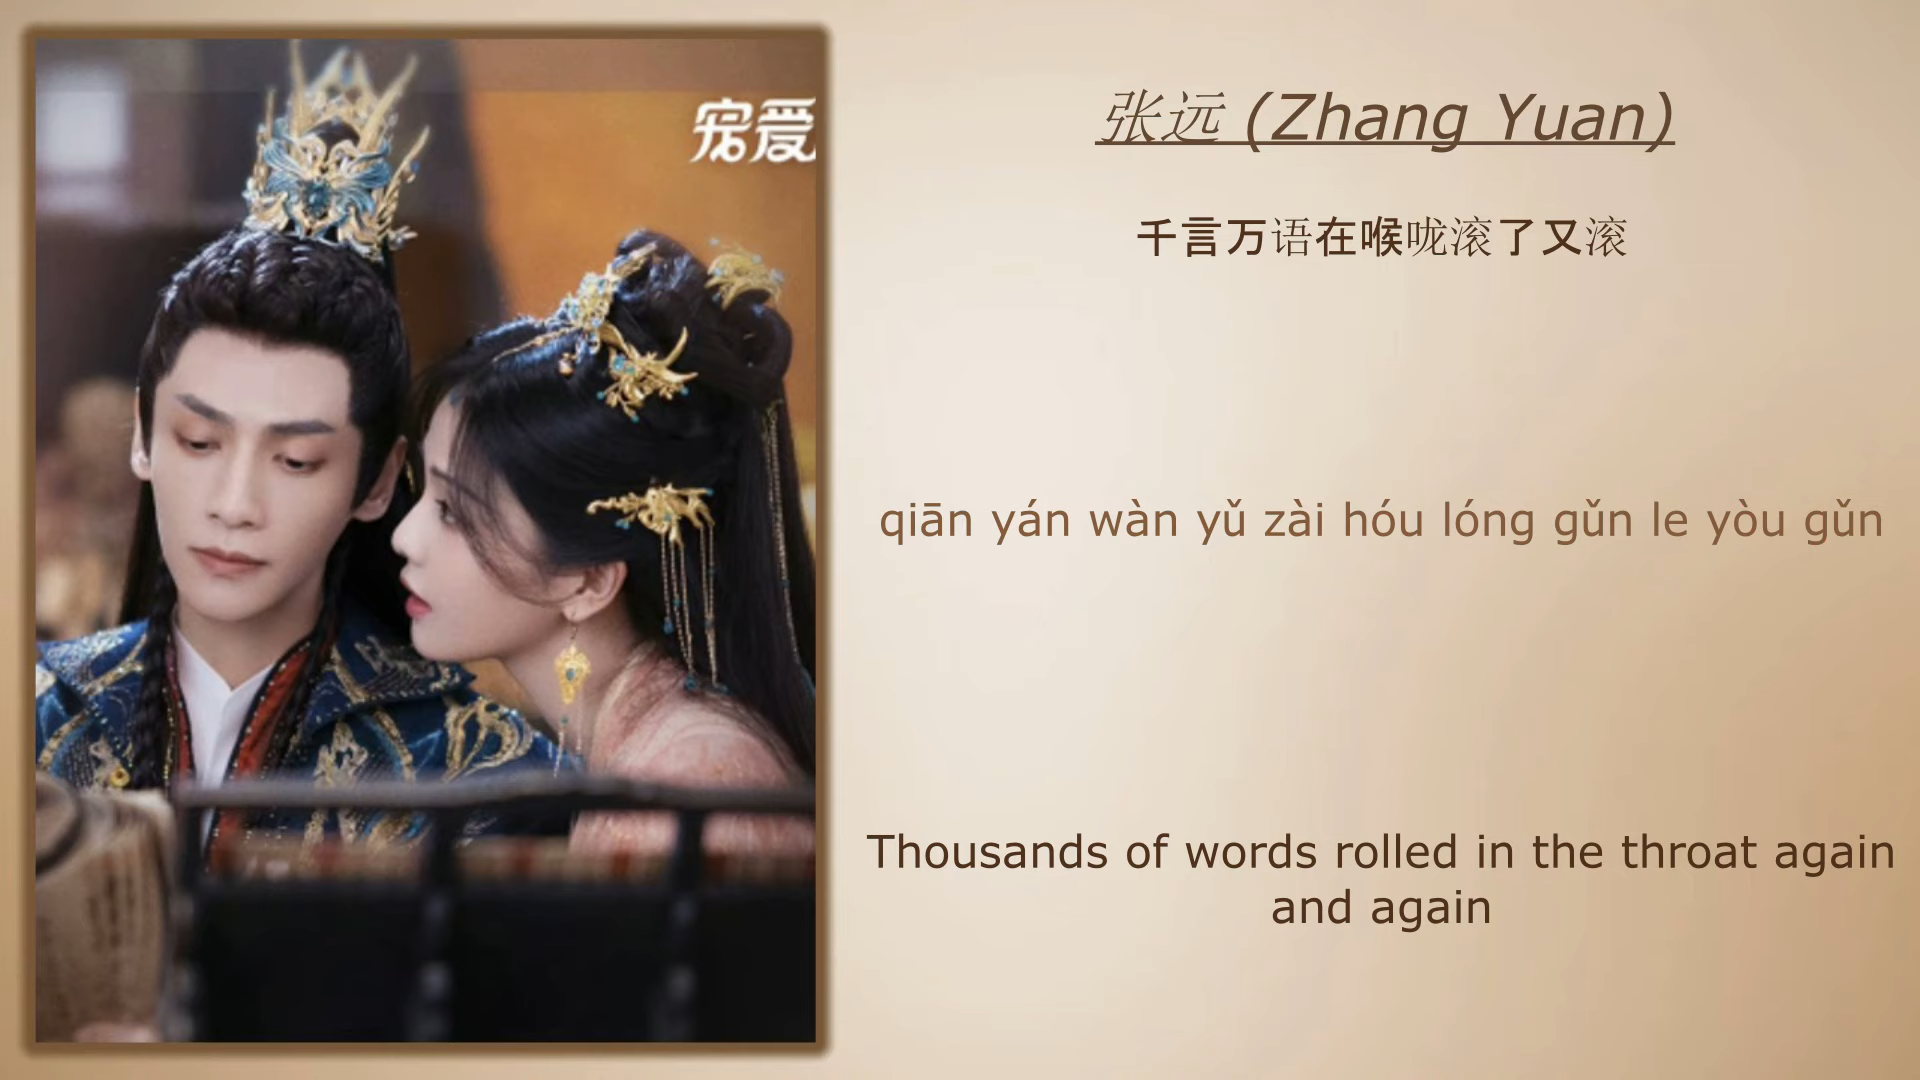 宠爱
张远 (Zhang Yuan)
千言万语在喉咙滚了又滚
qiān yán wàn yǔ zài hóu lóng gǔn le yòu gǔn
Thousands of words rolled in the throat again
and again